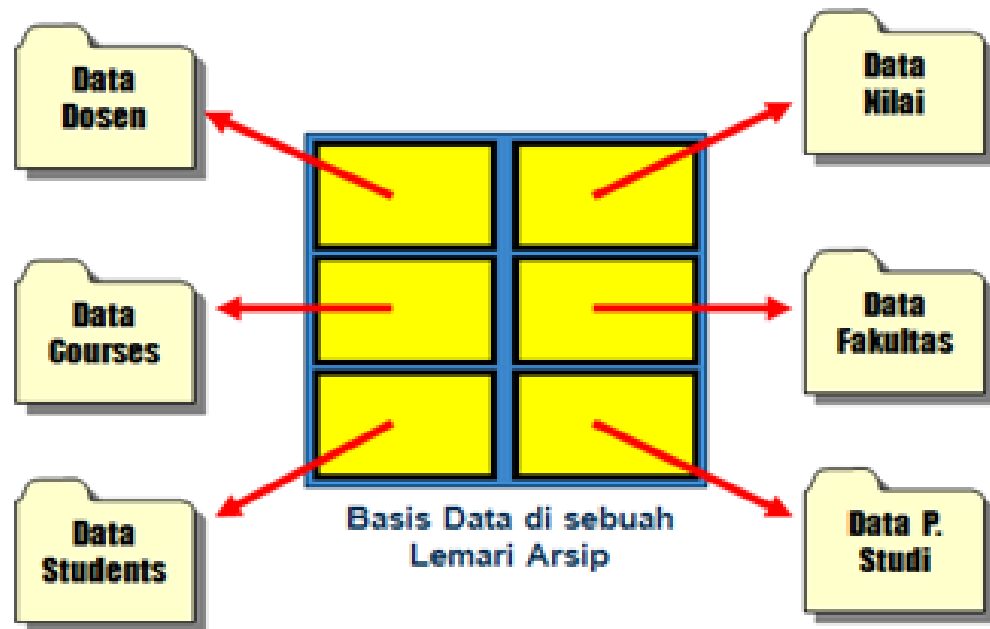 Data
Dosen
Data
Nilai
Data
Courses
Data
Fakultas
Data
Students
Data P.
Studi
Basis Data di sebuah
Lemari Arsip